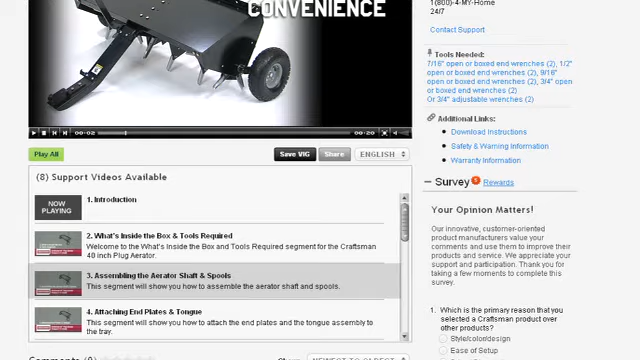 CONVENIENCE
00:02
00:20
Play All
Save VIG
Share
ENGLISH
(8) Support Videos Available
NOW
PLAYING
1. Introduction
2. What's Inside the Box & Tools Required
Welcome to the What's Inside the Box and Tools Required segment for the Craftsman
40 inch Plug Aerator.
3. Assembling the Aerator Shaft & Spools
This segment will show you how to assemble the aerator shaft and spools.
4. Attaching End Plates & Tongue
This segment will show you how to attach the end plates and the tongue assembly to
the tray.
Comments (0)
NEWEST TO OLDEST
1(800)-4-MY-Home
24/7
Contact Support
Tools Needed:
7/16" open or boxed end wrenches (2), 1/2"
open or boxed end wrenches (2), 9/16"
open or boxed end wrenches (2), 3/4" open
or boxed end wrenches (2)
Or 3/4" adjustable wrenches (2)
Additional Links:
Download Instructions
Safety & Warning Information
Warranty Information
Survey
Rewards
Your Opinion Matters!
Our innovative, customer-oriented
product manufacturers value your
comments and use them to improve their
products and service. We appreciate your
support and participation. Thank you for
taking a few moments to complete this
survey.
1. Which is the primary reason that you
selected a Craftsman product over
other products?
Style/color/design
Ease of Setup